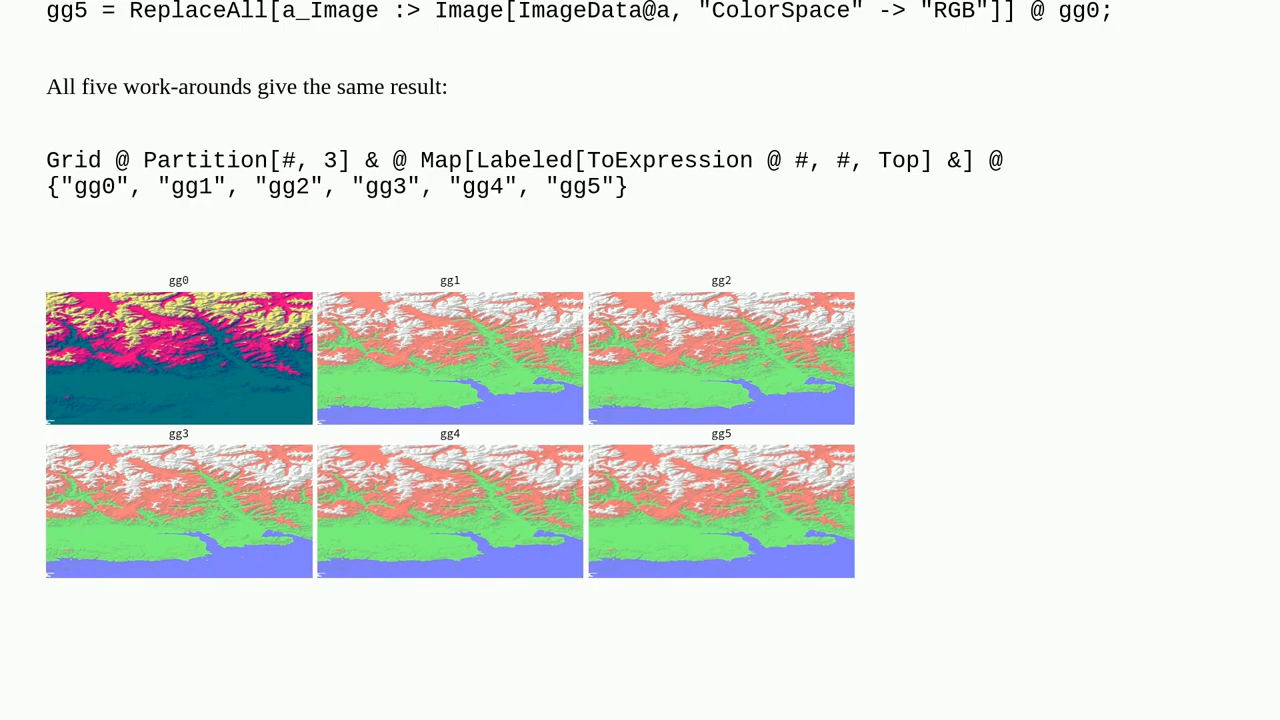 gg5 = ReplaceAll[a_Image :> Image[ImageData@a, "ColorSpace" -> "RGB"]] @ gg0;
All five work-arounds give the same result:
Grid @ Partition[#, 3] & @ Map[Labeled[ToExpression @ #, #, Top] &] @
{"gg0", "gg1", "gg2", "gg3", "gg4", "gg5"}
gg0 gg1 gg2
gg3 gg4 gg5